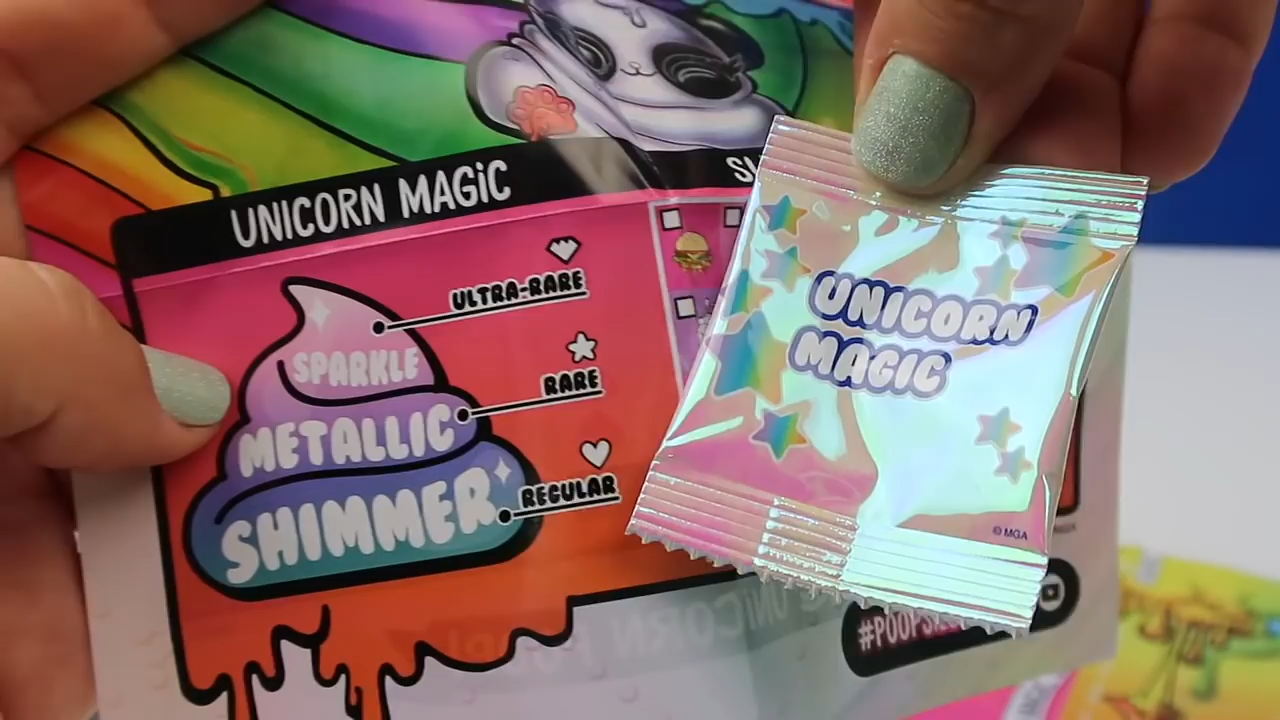 UNICORN MAGiC
ULTRA-RARE
SPARKLE
RARE
METALLIC
REGULAR
SHIMMER
UNICORN
MAGIC
© MGA